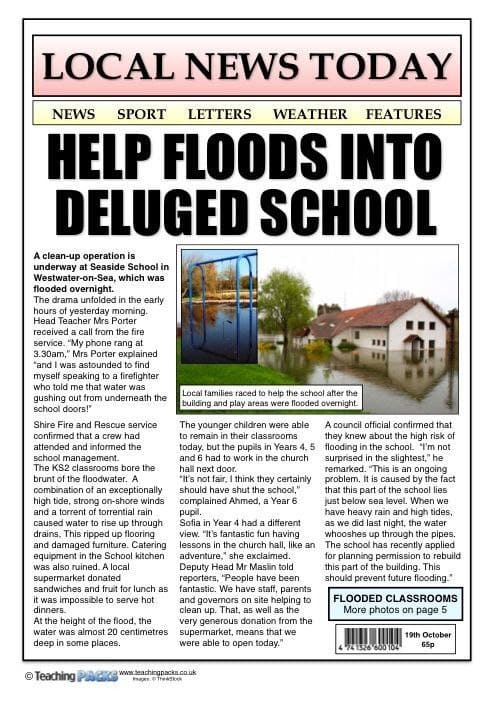 LOCAL NEWS TODAY
NEWS SPORT LETTERS WEATHER FEATURES
HELP FLOODS INTO
DELUGED SCHOOL
A clean-up operation is
underway at Seaside School in
Westwater-on-Sea, which was
flooded overnight.
The drama unfolded in the early
hours of yesterday morning.
Head Teacher Mrs Porter
received a call from the fire
service. “My phone rang at
3.30am,” Mrs Porter explained
“and I was astounded to find
myself speaking to a firefighter
who told me that water was
gushing out from underneath the
school doors!”
Local families raced to help the school after the
building and play areas were flooded overnight.
Shire Fire and Rescue service
confirmed that a crew had
attended and informed the
school management.
The KS2 classrooms bore the
brunt of the floodwater. A
combination of an exceptionally
high tide, strong on-shore winds
and a torrent of torrential rain
caused water to rise up through
drains. This ripped up flooring
and damaged furniture. Catering
equipment in the School kitchen
was also ruined. A local
supermarket donated
sandwiches and fruit for lunch as
it was impossible to serve hot
dinners.
At the height of the flood, the
water was almost 20 centimetres
deep in some places.
The younger children were able
to remain in their classrooms
today, but the pupils in Years 4, 5
and 6 had to work in the church
hall next door.
“It’s not fair, I think they certainly
should have shut the school,”
complained Ahmed, a Year 6
pupil.
Sofia in Year 4 had a different
view. “It’s fantastic fun having
lessons in the church hall, like an
adventure,” she exclaimed.
Deputy Head Mr Maslin told
reporters, “People have been
fantastic. We have staff, parents
and governors on site helping to
clean up. That, as well as the
very generous donation from the
supermarket, means that we
were able to open today.”
A council official confirmed that
they knew about the high risk of
flooding in the school. “I’m not
surprised in the slightest,” he
remarked. “This is an ongoing
problem. It is caused by the fact
that this part of the school lies
just below sea level. When we
have heavy rain and high tides,
as we did last night, the water
whooshes up through the pipes.
The school has recently applied
for planning permission to rebuild
this part of the building. This
should prevent future flooding.”
FLOODED CLASSROOMS
More photos on page 5
4 741526 600104
19th October
65p
© Teaching PACKS
www.teachingpacks.co.uk
Images: © ThinkStock